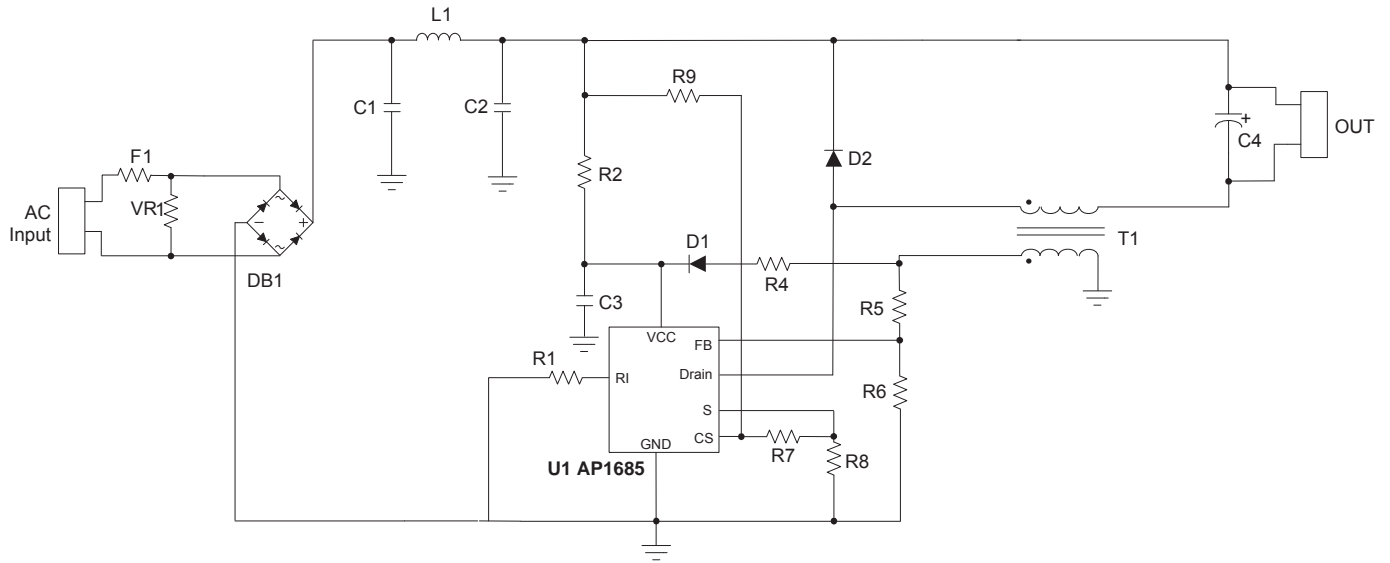 L1
R9
C1
C2
+
C4
OUT
F1
R2
D2
VR1
AC
Input
~
−
+
~
DB1
T1
D1
R4
C3
R5
VCC
FB
R1
RI
Drain
R6
S
CS
GND
R7
R8
U1 AP1685